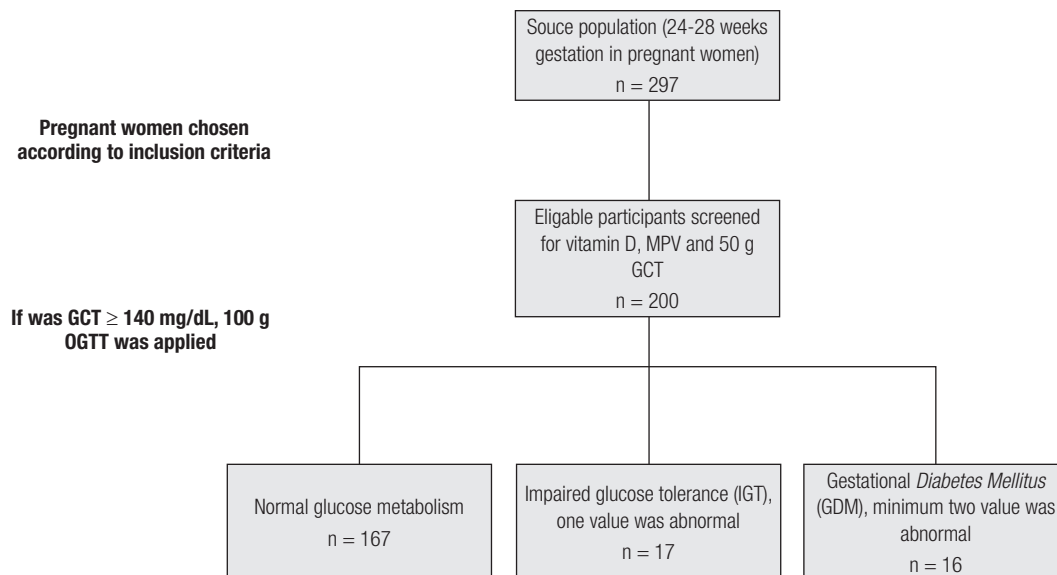 Souce population (24-28 weeks
gestation in pregnant women)
n = 297
Pregnant women chosen
according to inclusion criteria
Eligable participants screened
for vitamin D, MPV and 50 g
GCT
n = 200
If was GCT ≥ 140 mg/dL, 100 g
OGTT was applied
Normal glucose metabolism
n = 167
Impaired glucose tolerance (IGT),
one value was abnormal
n = 17
Gestational Diabetes Mellitus
(GDM), minimum two value was
abnormal
n = 16